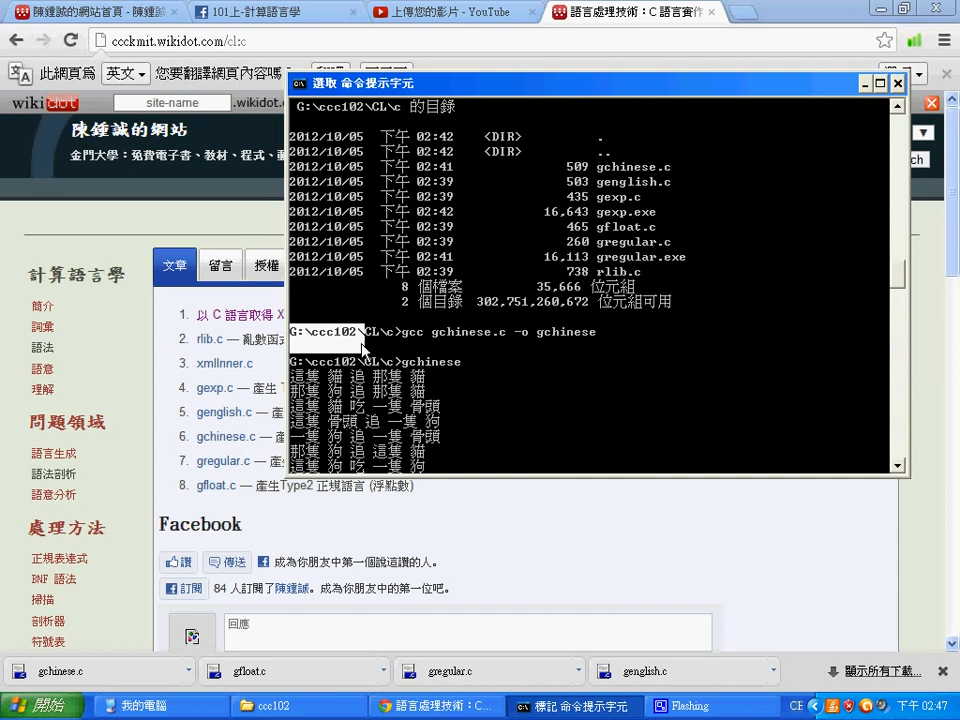 陳鍾誠的網站首頁 - 陳鍾誠
101上-計算語言學
上傳您的影片 - YouTube
語言處理技術：C 語言實作
ccckmit.wikidot.com/cl:c
此網頁爲 英文 您要翻譯網頁內容嗎
wikidot site-name .wikidot.
陳鍾誠的網站
金門大學：免費電子書、教材、程式、
ch
選取 命令提示字元
G:\ccc102\CL\c 的目錄
2012/10/05 下午 02:42 <DIR> .
2012/10/05 下午 02:42 <DIR> ..
2012/10/05 下午 02:41 509 gchinese.c
2012/10/05 下午 02:39 503 genglish.c
2012/10/05 下午 02:39 435 gexp.c
2012/10/05 下午 02:42 16,643 gexp.exe
2012/10/05 下午 02:39 465 gfloat.c
2012/10/05 下午 02:39 260 gregular.c
2012/10/05 下午 02:41 16,113 gregular.exe
2012/10/05 下午 02:39 738 rlib.c
8 個檔案 35,666 位元組
2 個目錄 302,751,260,672 位元組可用
G:\ccc102\CL\c>gcc gchinese.c -o gchinese
G:\ccc102\CL\c>gchinese
這隻 貓 追 那隻 貓
那隻 狗 追 那隻 貓
這隻 貓 吃 一隻 骨頭
這隻 骨頭 追 一隻 狗
一隻 狗 追 一隻 骨頭
那隻 狗 追 這隻 貓
這隻 狗 吃 一隻 狗
計算語言學
簡介
詞彙
語法
語意
理解
問題領域
語言生成
語法剖析
語意分析
處理方法
正規表達式
BNF 語法
掃描
剖析器
符號表
文章 留言 授權
1. 以 C 語言取得 X
2. rlib.c — 亂數函
3. xmlInner.c
4. gexp.c — 產生 T
5. genglish.c — 產
6. gchinese.c — 產
7. gregular.c — 產
8. gfloat.c — 產生Type2 正規語言 (浮點數)
Facebook
讚 傳送 成為你朋友中第一個說這讚的人。
訂閱 84 人訂閱了陳鍾誠。成為你朋友中的第一位吧。
回應
gchinese.c
gfloat.c
gregular.c
genglish.c
顯示所有下載...
開始
我的電腦
ccc102
語言處理技術：C...
標記 命令提示字元
Flashing
CH
下午 02:47